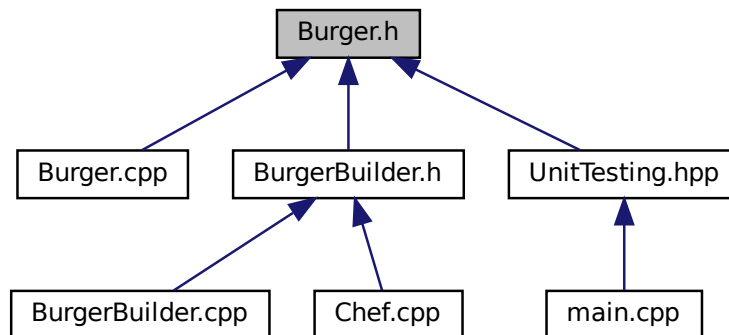 Burger.h
Burger.cpp
BurgerBuilder.h
UnitTesting.hpp
BurgerBuilder.cpp
Chef.cpp
main.cpp